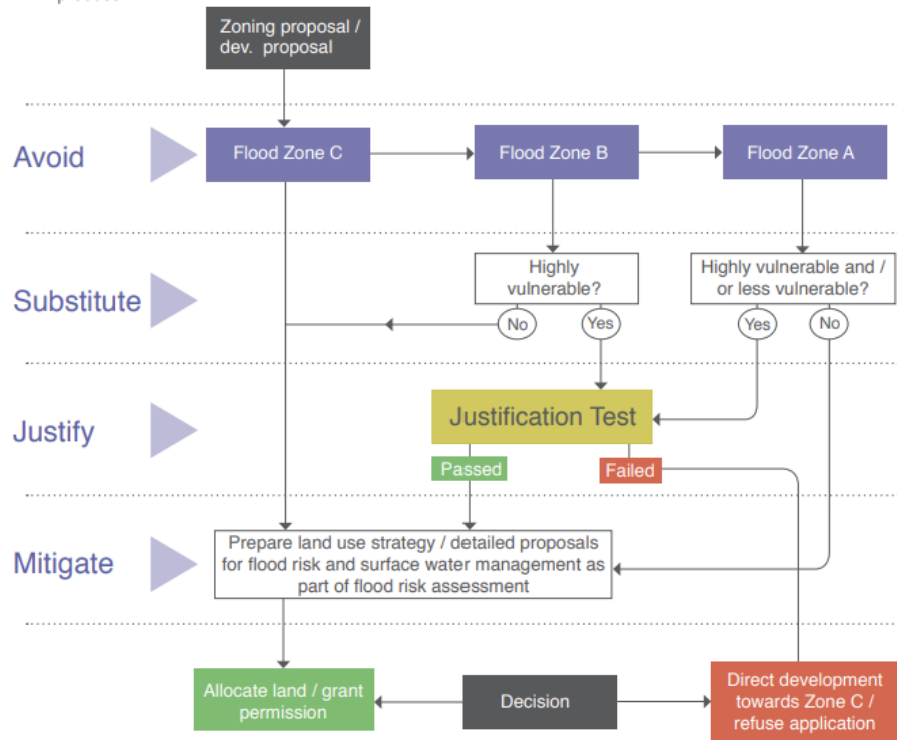 Zoning proposal /
dev. proposal
Avoid
Flood Zone C
Flood Zone B
Flood Zone A
Substitute
Highly
vulnerable?
Highly vulnerable and /
or less vulnerable?
No
Yes
Yes
No
Justify
Justification Test
Passed
Failed
Mitigate
Prepare land use strategy / detailed proposals
for flood risk and surface water management as
part of flood risk assessment
Allocate land / grant
permission
Decision
Direct development
towards Zone C /
refuse application